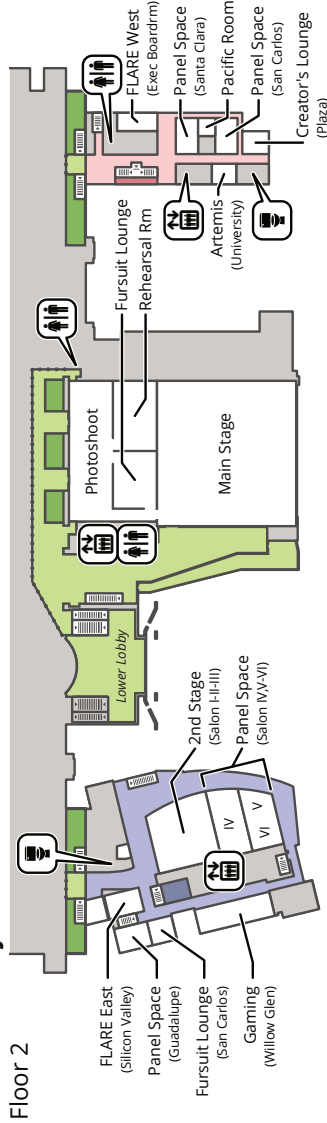 Floor 2
FLARE East
(Silicon Valley)
Panel Space
(Guadalupe)
Fursuit Lounge
(San Carlos)
Gaming
(Willow Glen)
2nd Stage
(Salon I-II-III)
Panel Space
(Salon IV,V-VI)
IV
V
VI
Lower Lobby
Photoshoot
Fursuit Lounge
Rehearsal Rm
Main Stage
FLARE West
(Exec Boardrm)
Panel Space
(Santa Clara)
Pacific Room
Panel Space
(San Carlos)
Creator's Lounge
(Plaza)
Artemis
(University)